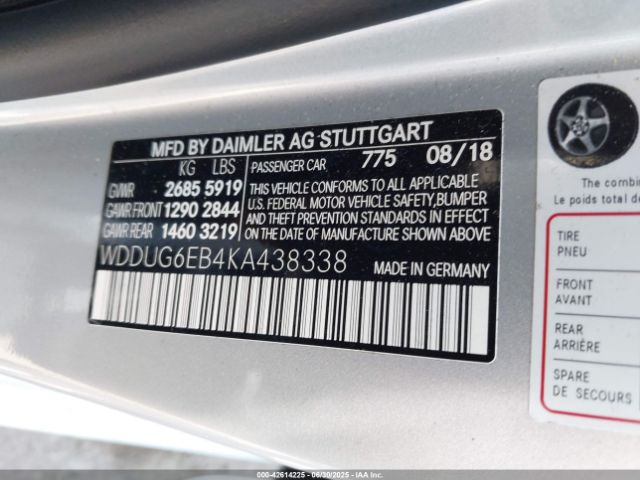 MFD BY DAIMLER AG STUTTGART
KG LBS
GVWR 2685 5919
GAWR FRONT 1290 2844
GAWR REAR 1460 3219
PASSENGER CAR 775 08/18
THIS VEHICLE CONFORMS TO ALL APPLICABLE
U.S. FEDERAL MOTOR VEHICLE SAFETY,BUMPER
AND THEFT PREVENTION STANDARDS IN EFFECT
ON THE DATE OF MANUFACTURE SHOWN ABOVE.
WDDUG6EB4KA438338
MADE IN GERMANY
The combin
Le poids total de
TIRE
PNEU
FRONT
AVANT
REAR
ARRIÈRE
SPARE
DE SECOURS
000-42614225 - 06/30/2025 - IAA Inc.